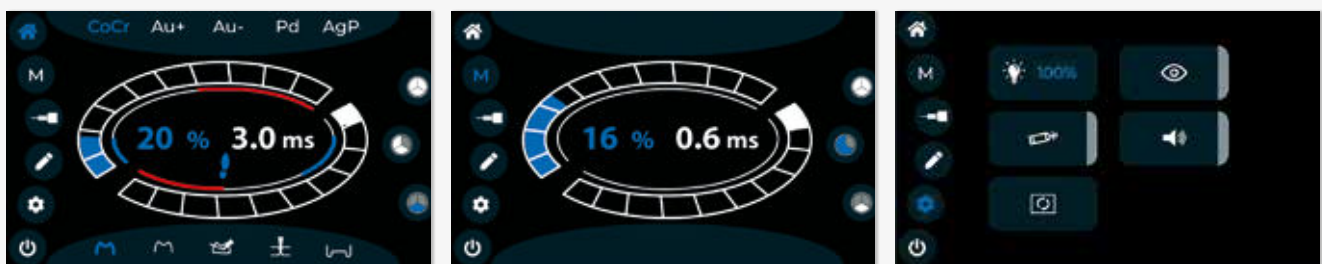 CoCr Au+ Au- Pd AgP
M
20 % 3.0 ms
M
16 % 0.6 ms
M
100%